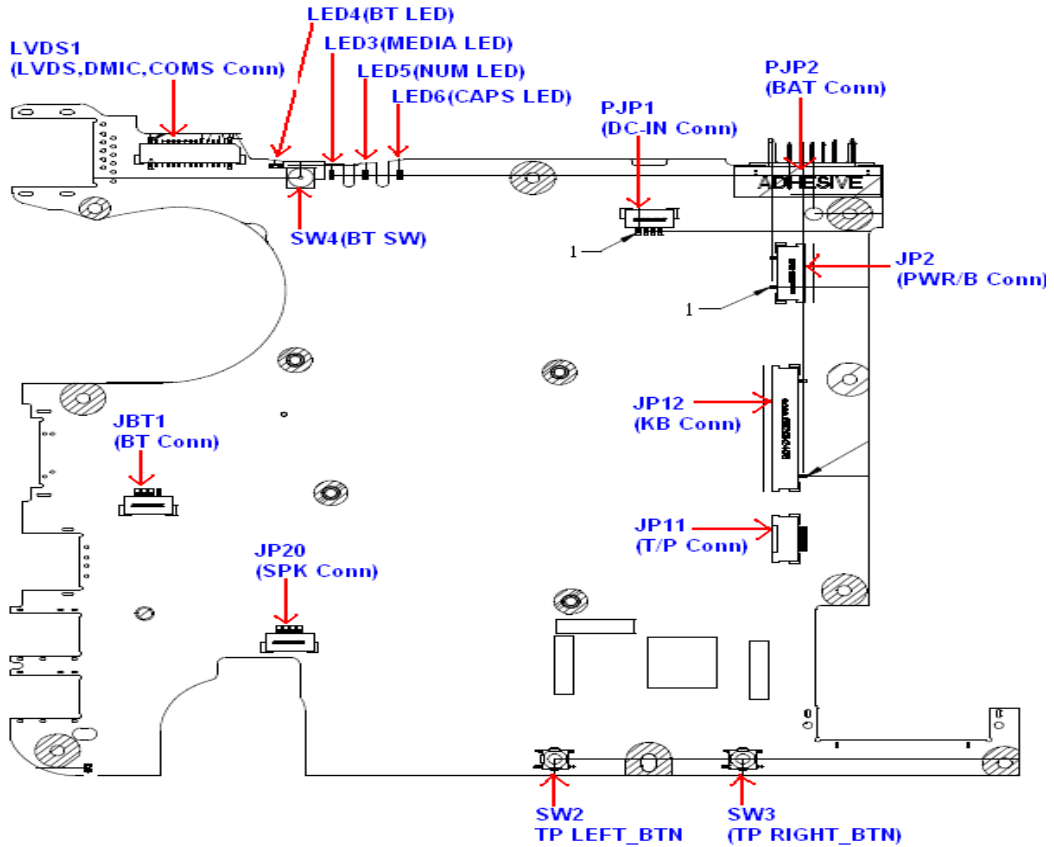 LED4(BT LED)
LED3(MEDIA LED)
LVDS1
(LVDS,DMIC,COMS Conn)
LED5(NUM LED)
LED6(CAPS LED)
PJP2
(BAT Conn)
PJP1
(DC-IN Conn)
ADHESIVE
SW4(BT SW)
1
JP2
(PWR/B Conn)
1
JP12
(KB Conn)
JBT1
(BT Conn)
JP11
(T/P Conn)
JP20
(SPK Conn)
SW2
TP LEFT_BTN
SW3
(TP RIGHT_BTN)